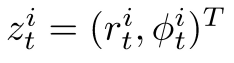 $z_t^i = (r_t^i, \phi_t^i)^T$